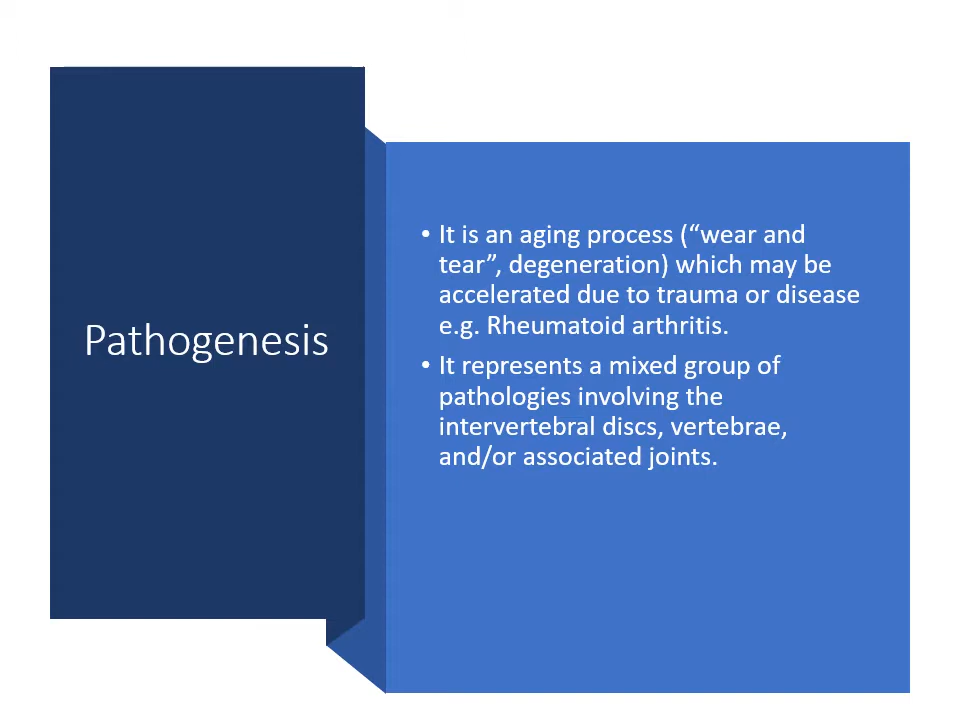 Pathogenesis
• It is an aging process (“wear and
tear”, degeneration) which may be
accelerated due to trauma or disease
e.g. Rheumatoid arthritis.
• It represents a mixed group of
pathologies involving the
intervertebral discs, vertebrae,
and/or associated joints.